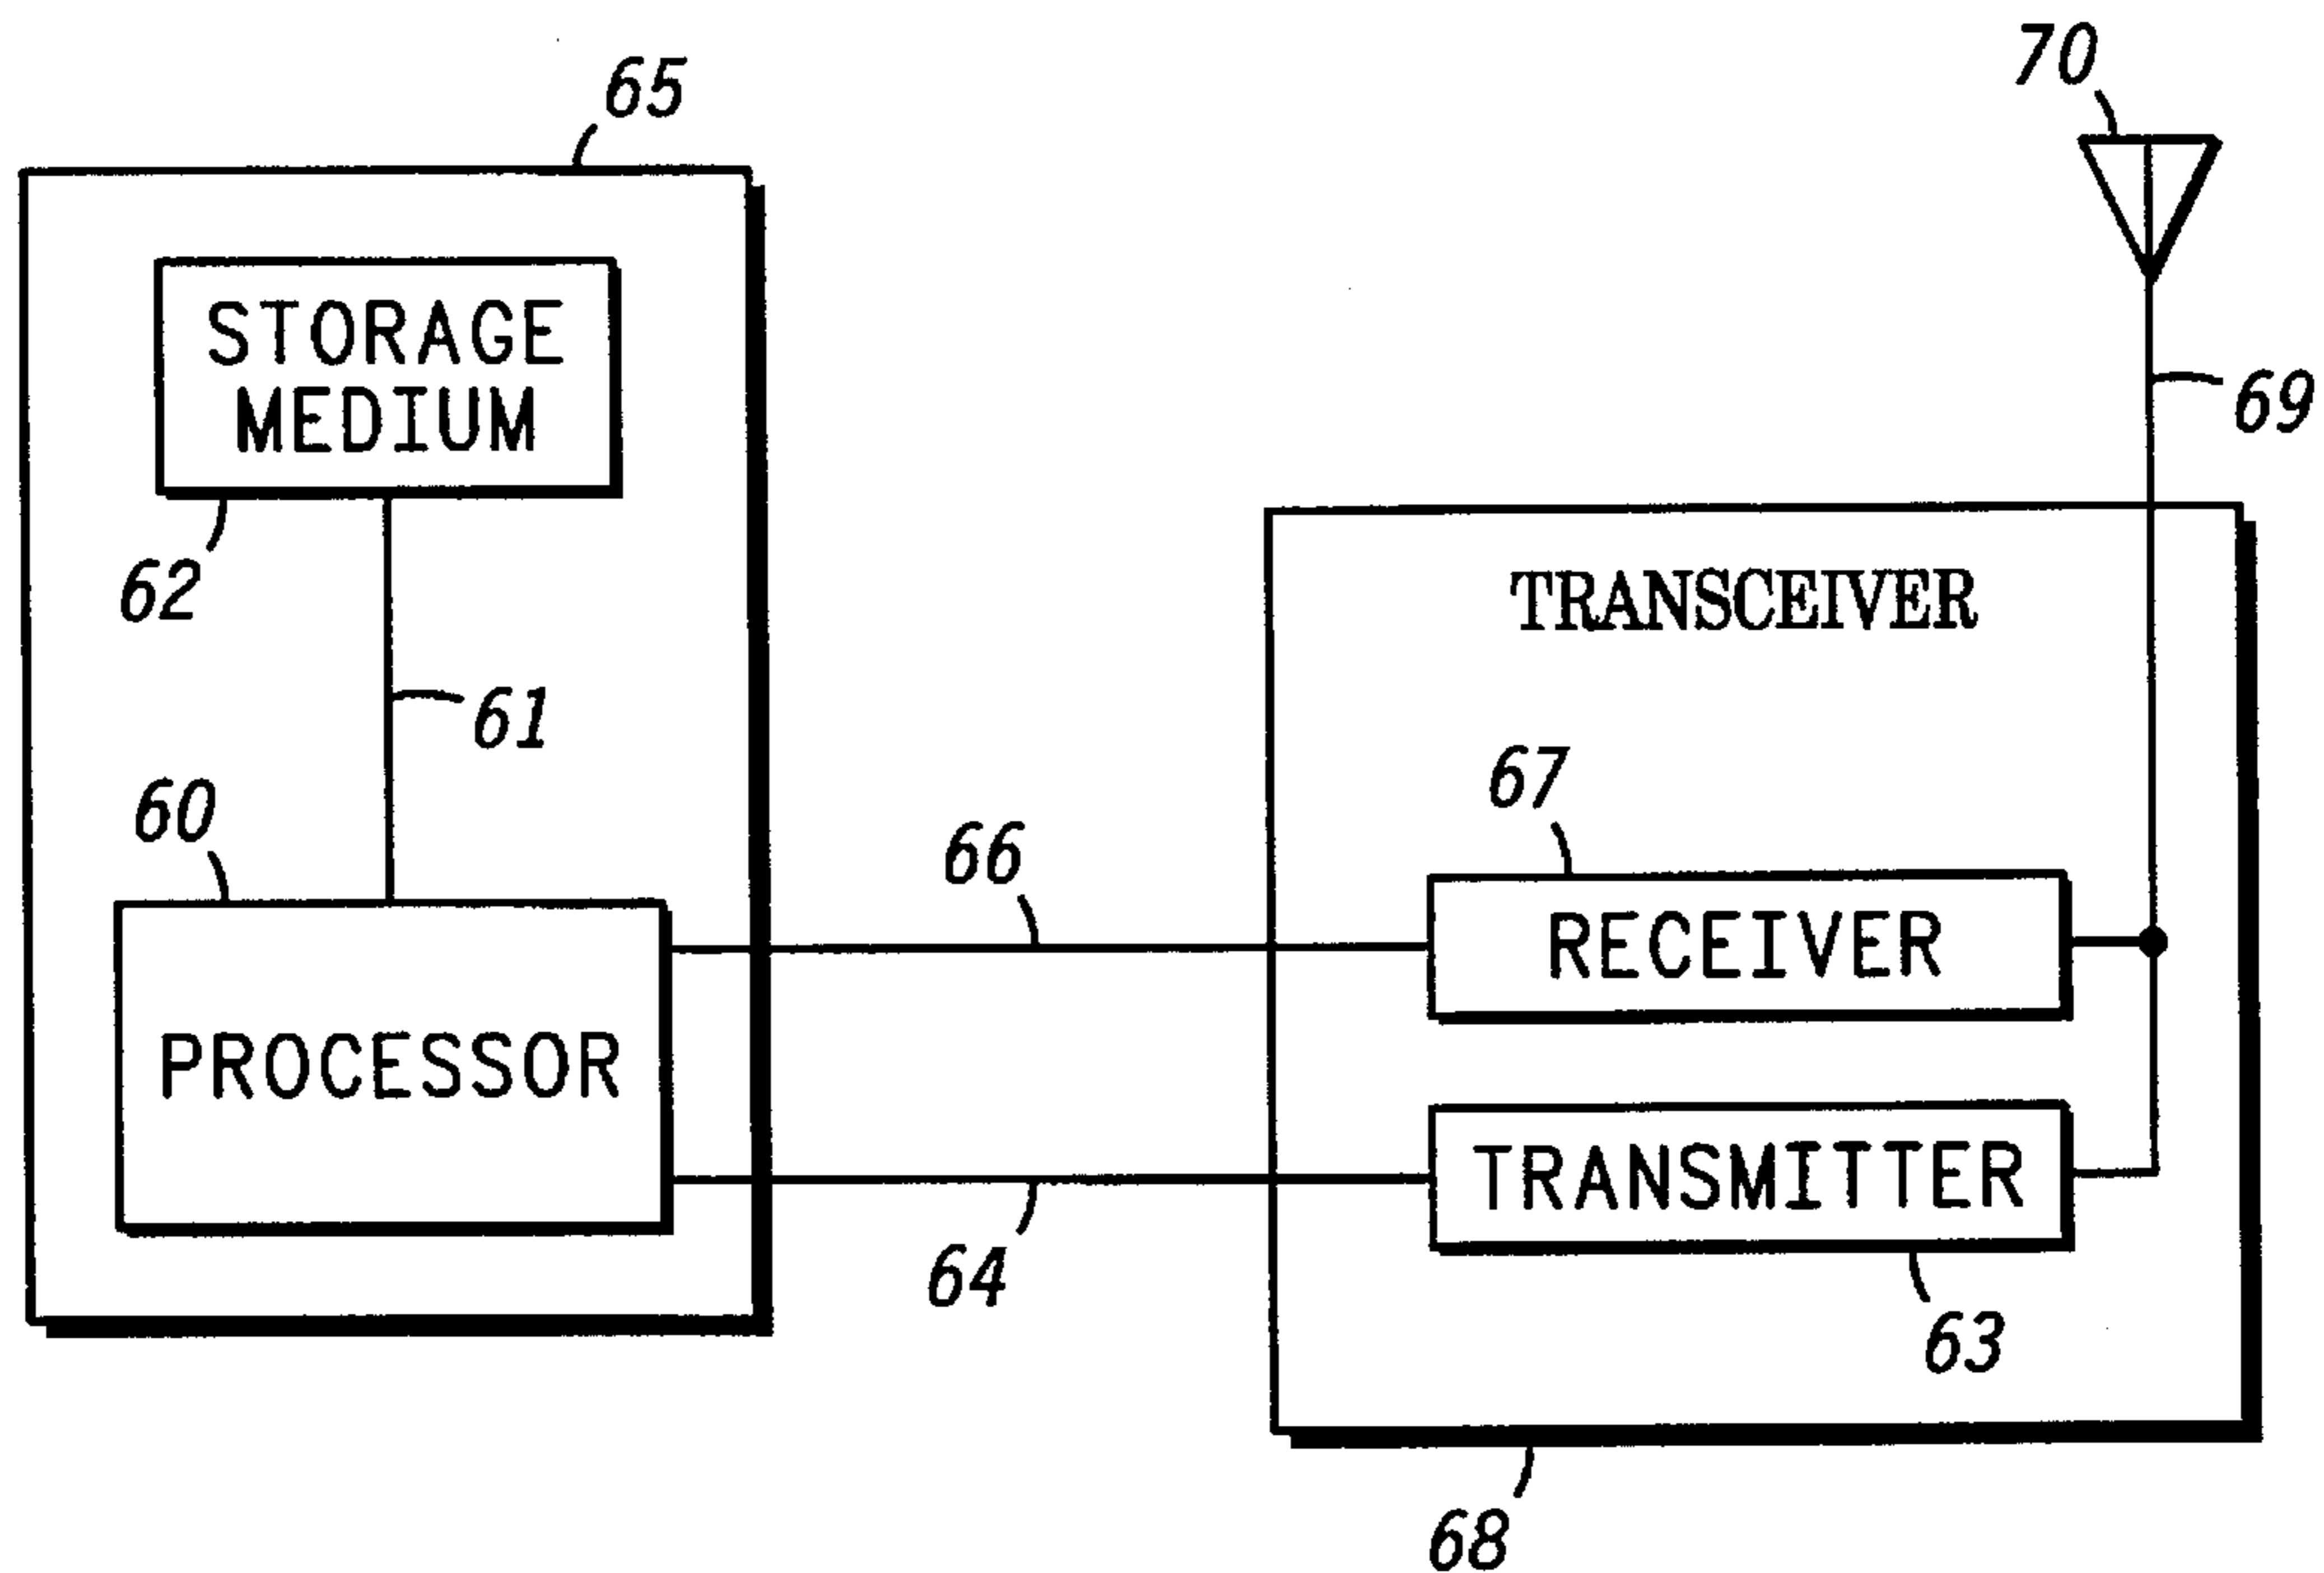 70
65
STORAGE
MEDIUM
69
62
TRANSCEIVER
61
67
60
66
RECEIVER
PROCESSOR
TRANSMITTER
64
63
68